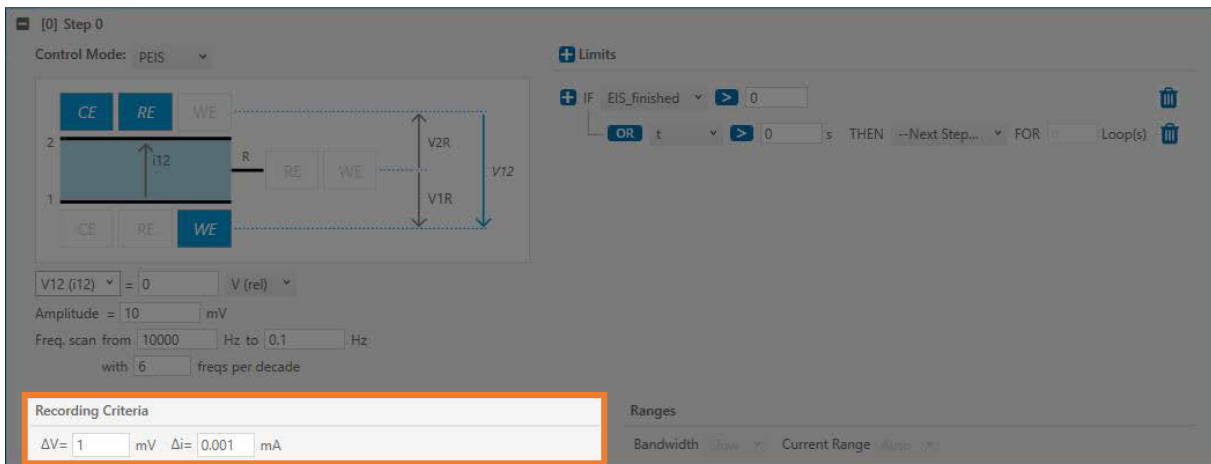 [0] Step 0
Control Mode: PEIS
CE RE WE
2
i12
R
RE WE
V2R
V12
V1R
1
CE RE WE
V12 (i12) = 0 V (rel)
Amplitude = 10 mV
Freq. scan from 10000 Hz to 0.1 Hz
with 6 freqs per decade
Limits
IF EIS_finished > 0
OR t > 0 s THEN --Next Step... FOR 0 Loop(s)
Recording Criteria
ΔV= 1 mV Δi= 0.001 mA
Ranges
Bandwidth Slow Current Range Auto